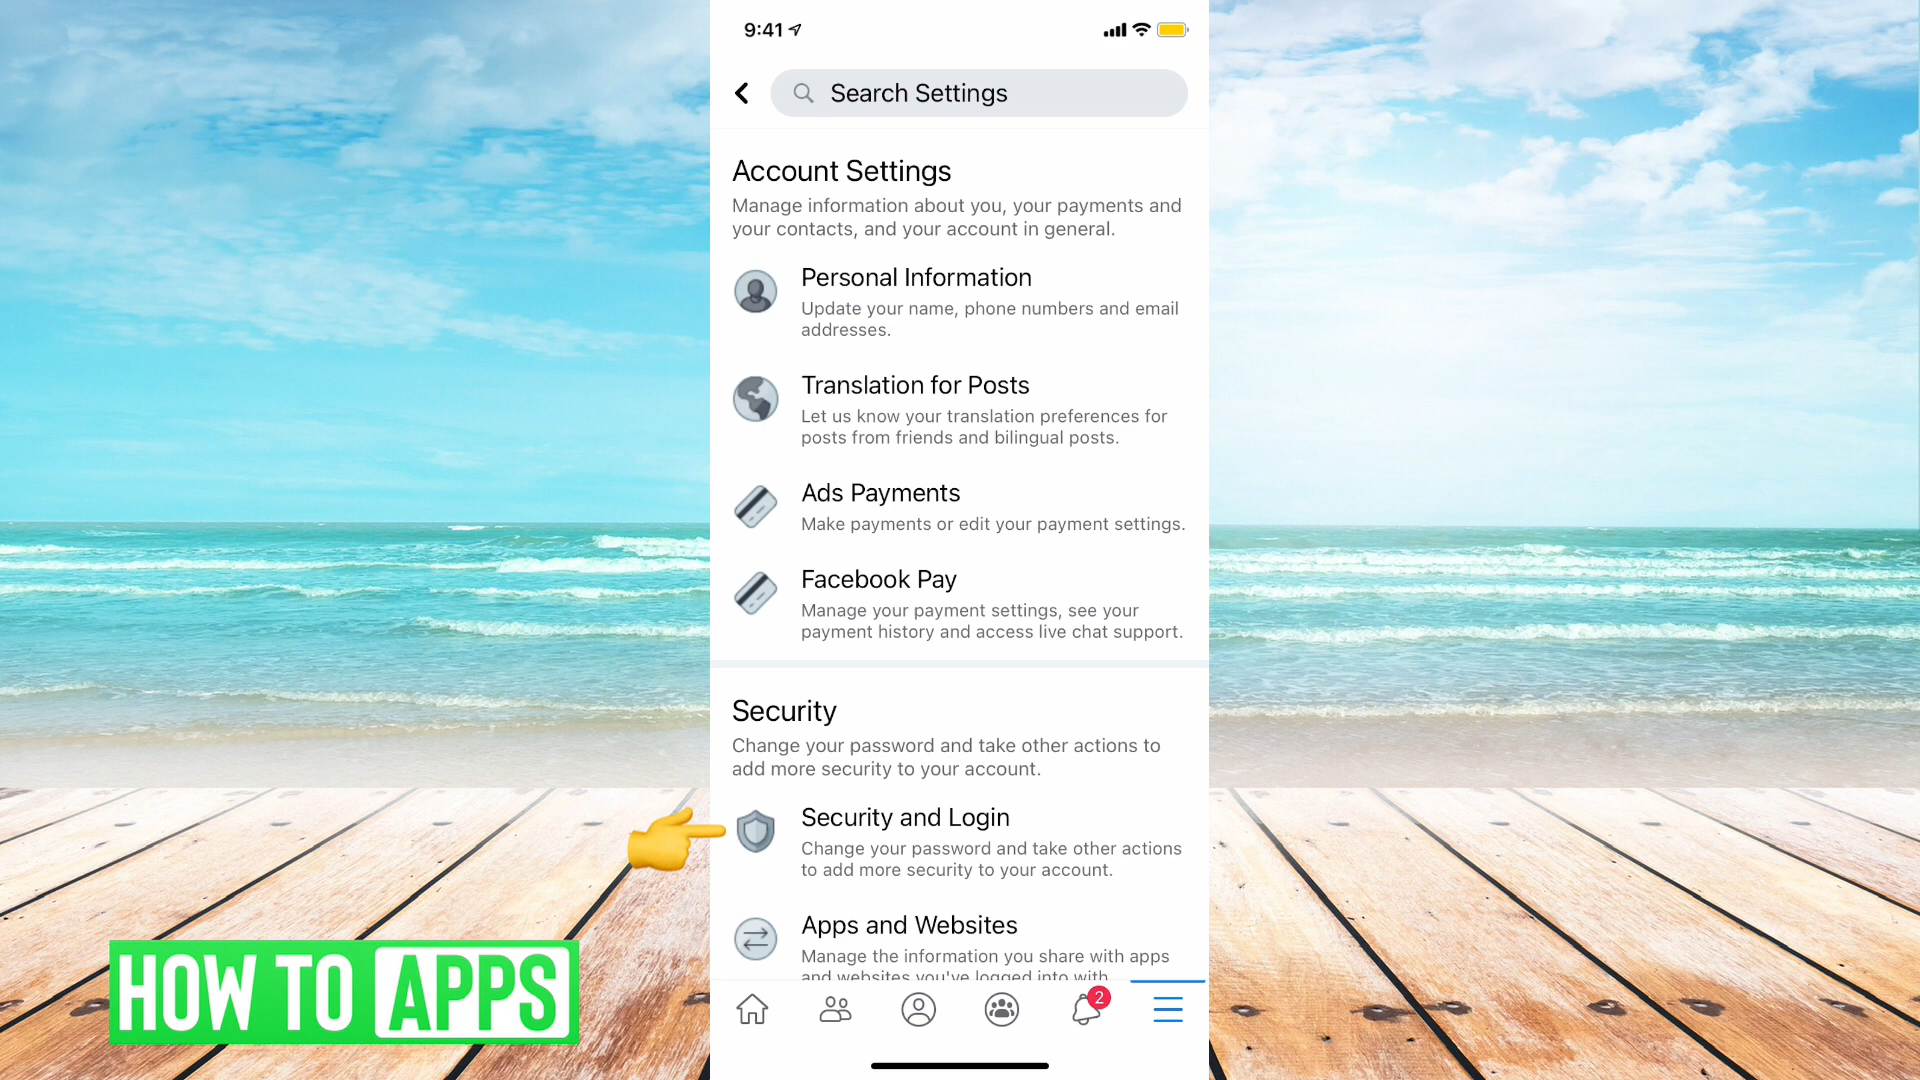 9:41
Search Settings
Account Settings
Manage information about you, your payments and
your contacts, and your account in general.
Personal Information
Update your name, phone numbers and email
addresses.
Translation for Posts
Let us know your translation preferences for
posts from friends and bilingual posts.
Ads Payments
Make payments or edit your payment settings.
Facebook Pay
Manage your payment settings, see your
payment history and access live chat support.
Security
Change your password and take other actions to
add more security to your account.
Security and Login
Change your password and take other actions
to add more security to your account.
Apps and Websites
Manage the information you share with apps
and websites you've logged into with
2
HOW TO APPS